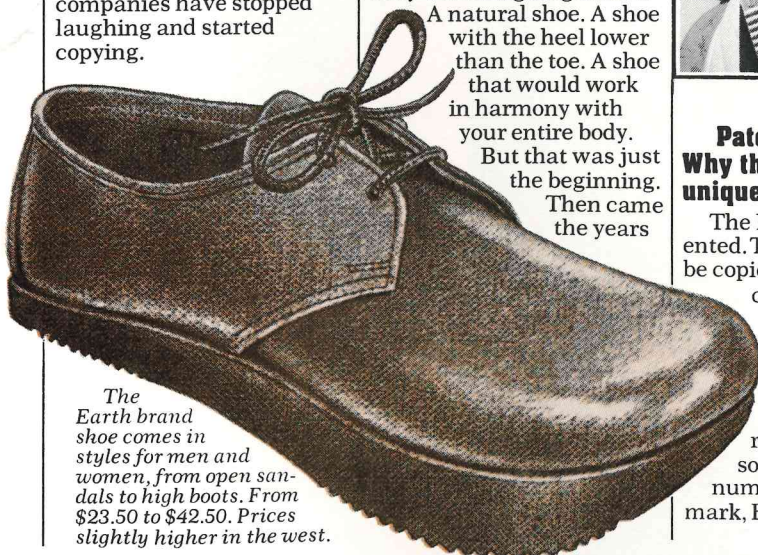 companies have stopped
laughing and started
copying.
The
Earth brand
shoe comes in
styles for men and
women, from open san-
dals to high boots. From
$23.50 to $42.50. Prices
slightly higher in the west.
A natural shoe. A shoe
with the heel lower
than the toe. A shoe
that would work
in harmony with
your entire body.
But that was just
the beginning.
Then came
the years
Why th
unique
The
ented. T
be copie
so
num
mark,